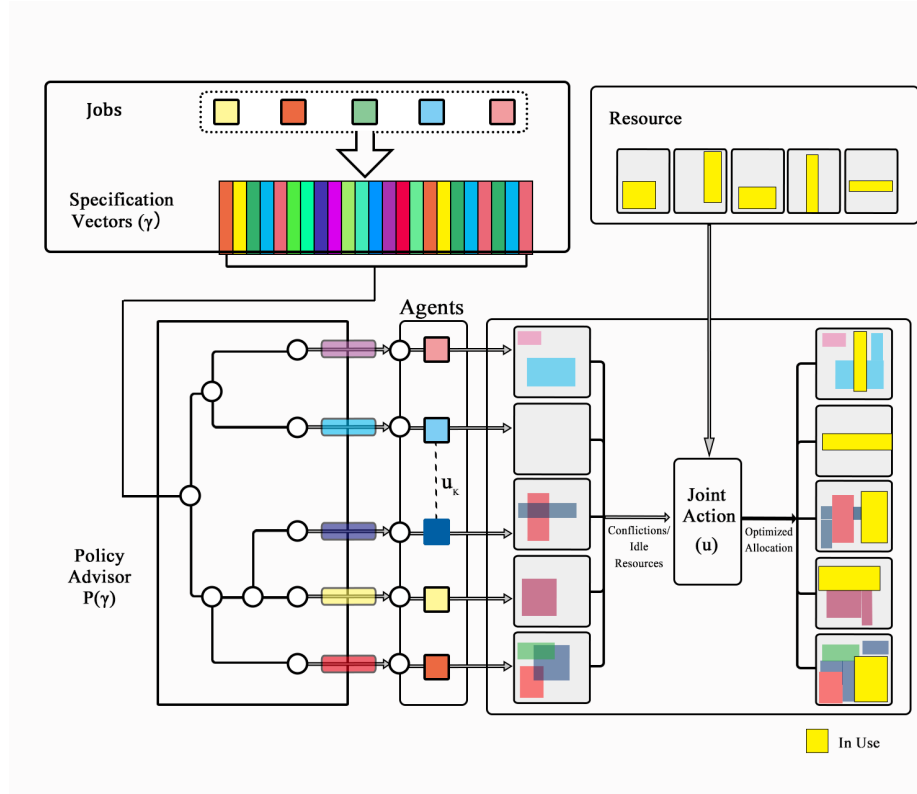 Jobs
Specification
Vectors (γ)
Resource
Agents
u_K
Policy
Advisor
P(γ)
Conflictions/
Idle
Resources
Joint
Action
(u)
Optimized
Allocation
In Use